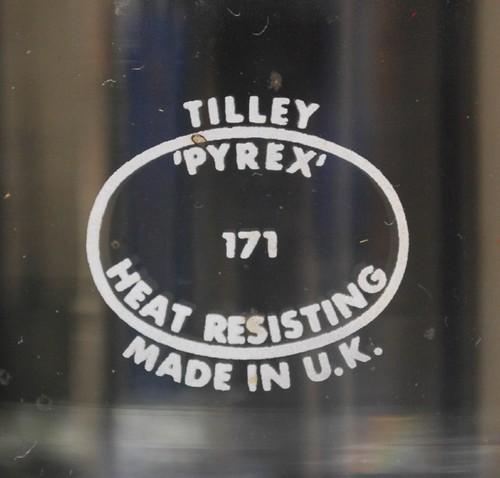 TILLEY
'PYREX'
171
HEAT RESISTING
MADE IN U.K.